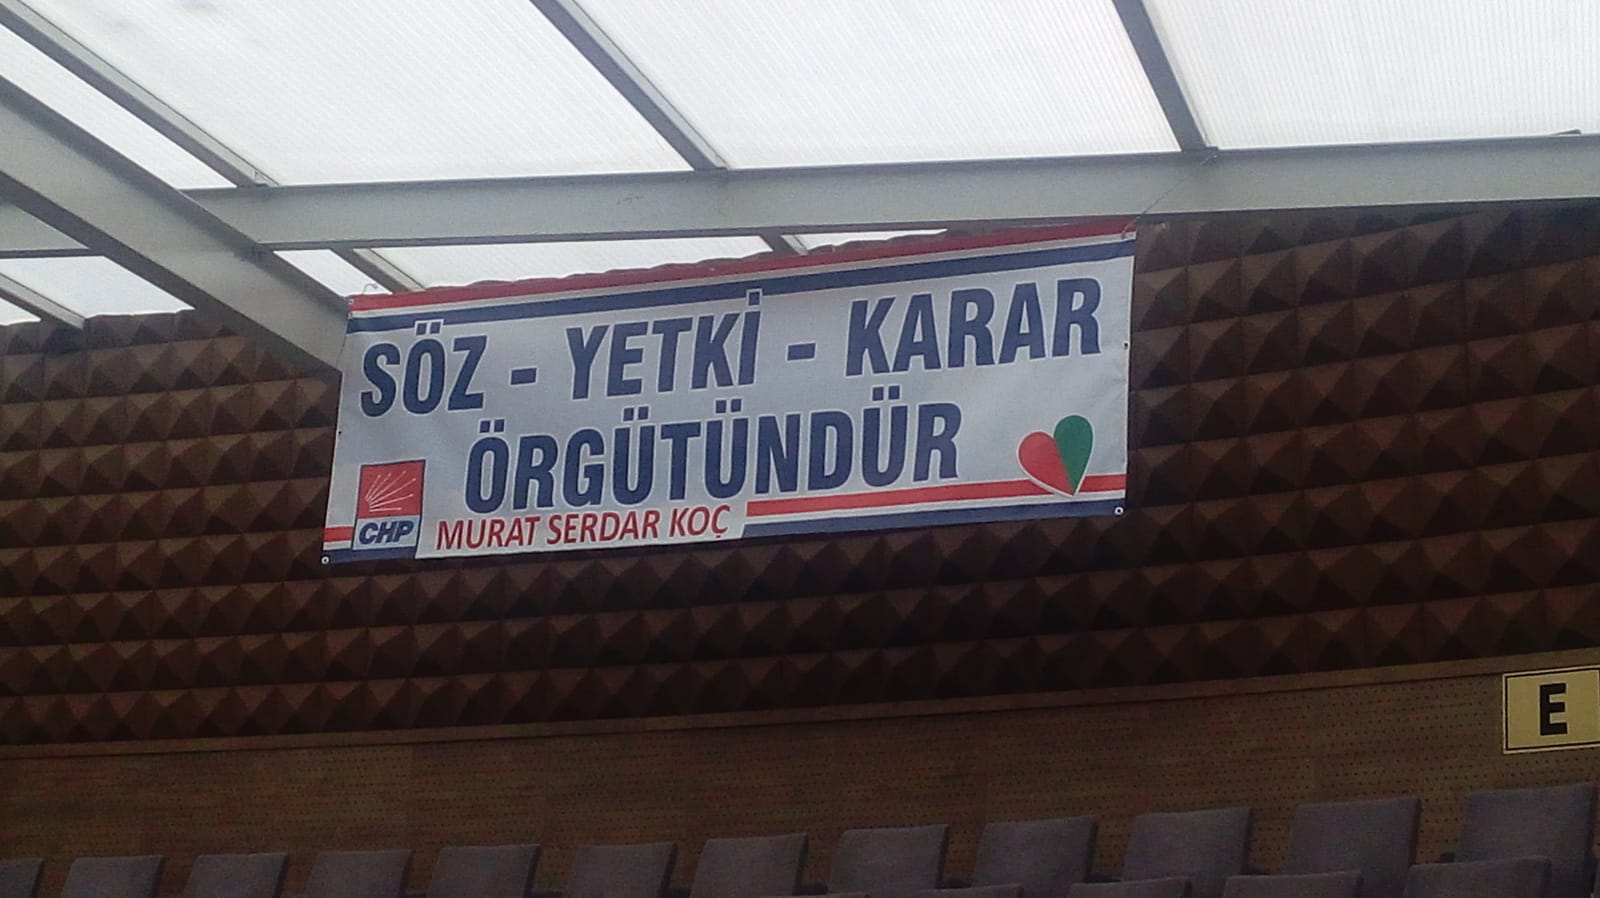 SÖZ - YETKİ - KARAR
ÖRGÜTÜNDÜR
CHP
MURAT SERDAR KOÇ
E